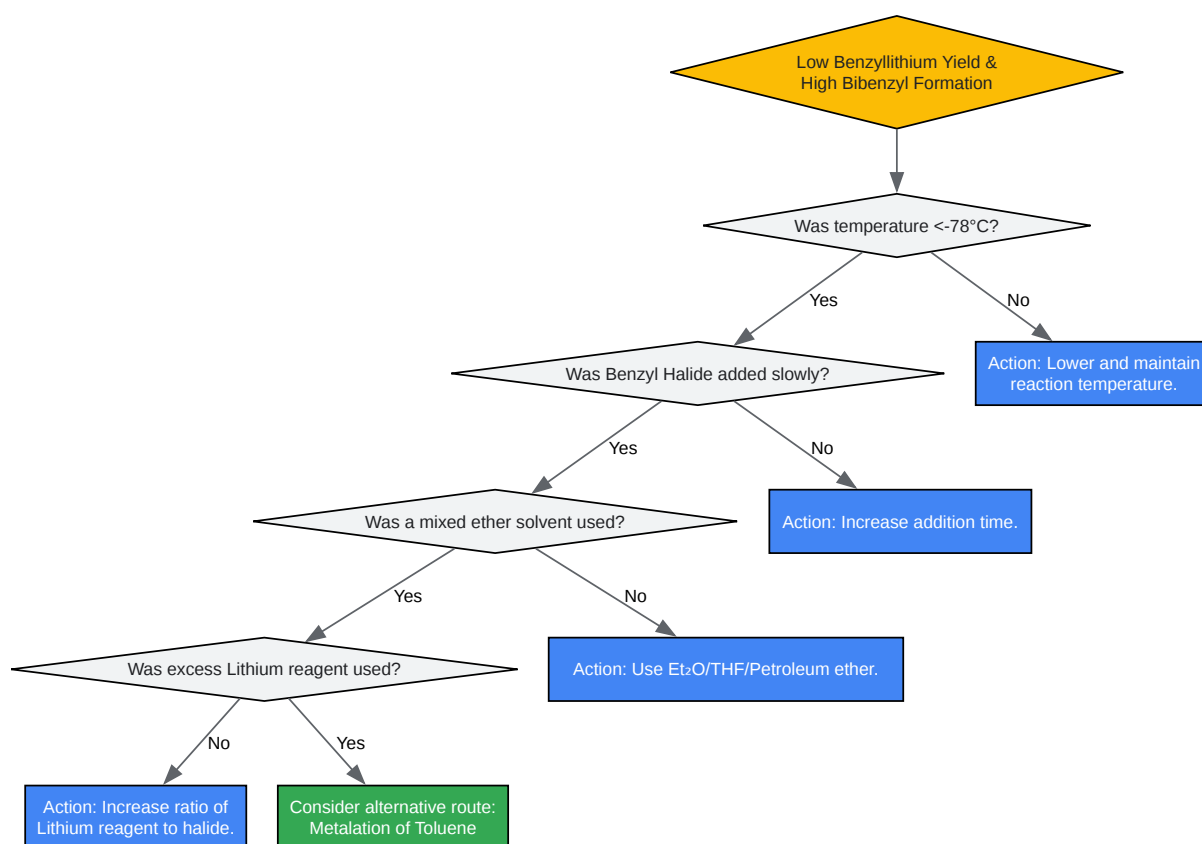 Low Benzyllithium Yield &
High Bibenzyl Formation
Was temperature <-78°C?
Yes
No
Was Benzyl Halide added slowly?
Action: Lower and maintain
reaction temperature.
Yes
No
Was a mixed ether solvent used?
Action: Increase addition time.
Yes
No
Was excess Lithium reagent used?
Action: Use Et₂O/THF/Petroleum ether.
No
Yes
Action: Increase ratio of
Lithium reagent to halide.
Consider alternative route:
Metalation of Toluene